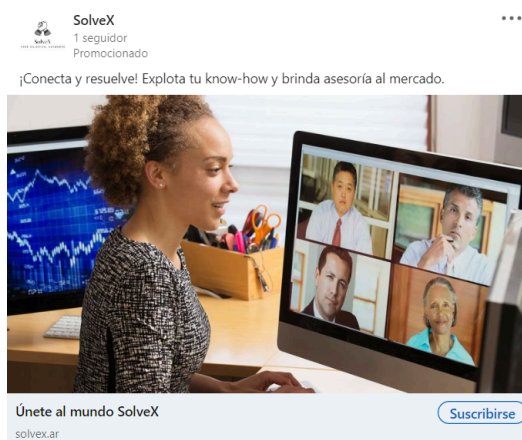 SolveX
1 seguidor
Promocionado
SolveX
¡Conecta y resuelve! Explota tu know-how y brinda asesoría al mercado.
Únete al mundo SolveX
Suscribirse
solvex.ar